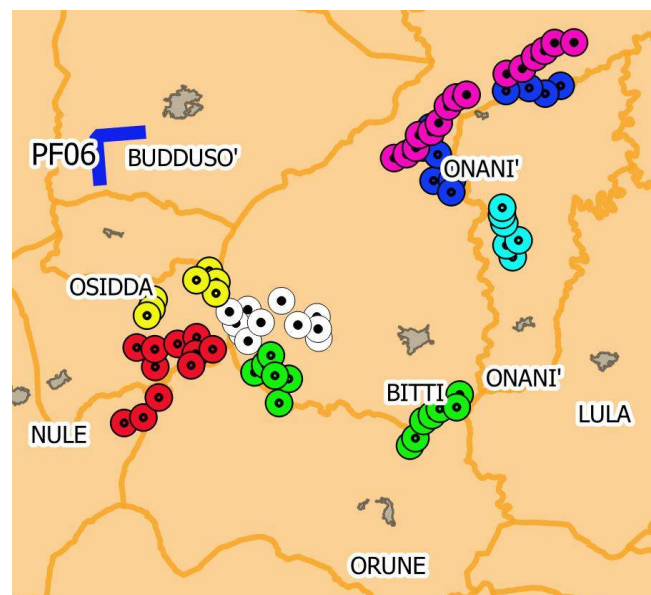 PF06
BUDDUSO'
ONANI'
OSIDDA
ONANI'
BITTI
LULA
NULE
ORUNE